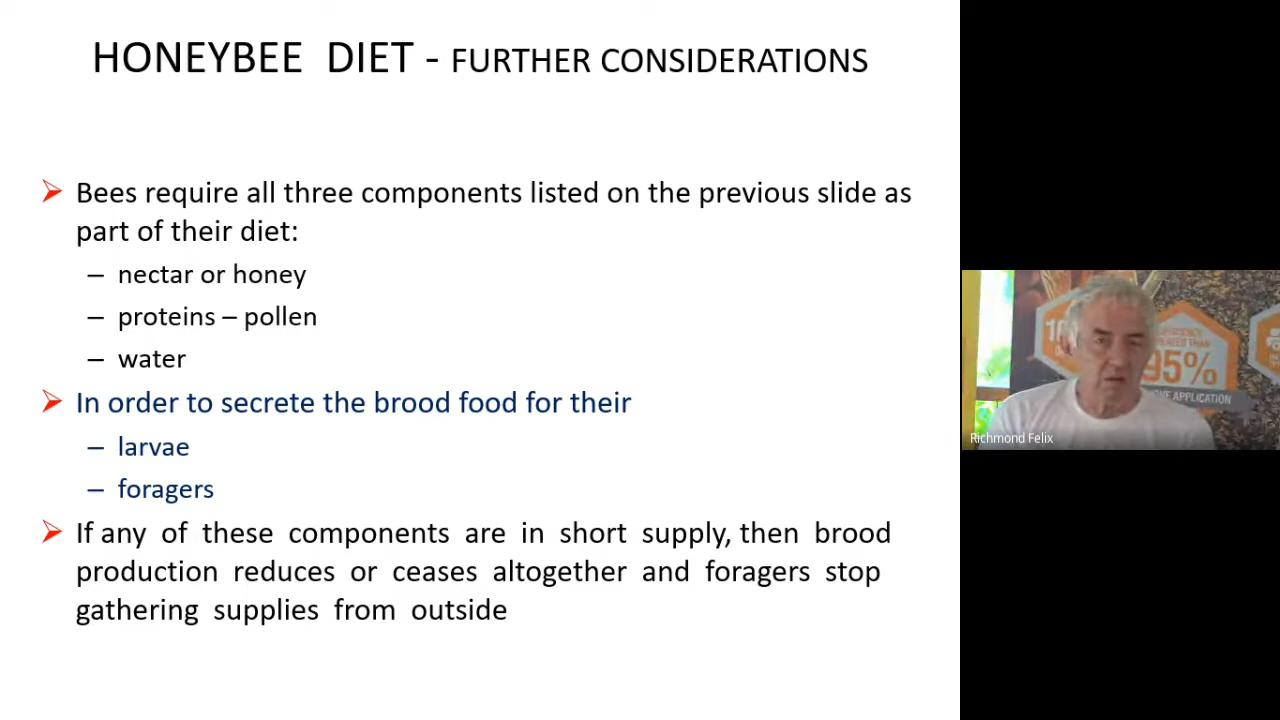 HONEYBEE DIET - FURTHER CONSIDERATIONS
➢ Bees require all three components listed on the previous slide as
part of their diet:
– nectar or honey
– proteins – pollen
– water
➢ In order to secrete the brood food for their
– larvae
– foragers
➢ If any of these components are in short supply, then brood
production reduces or ceases altogether and foragers stop
gathering supplies from outside
95%
APPLICATION
Richmond Felix